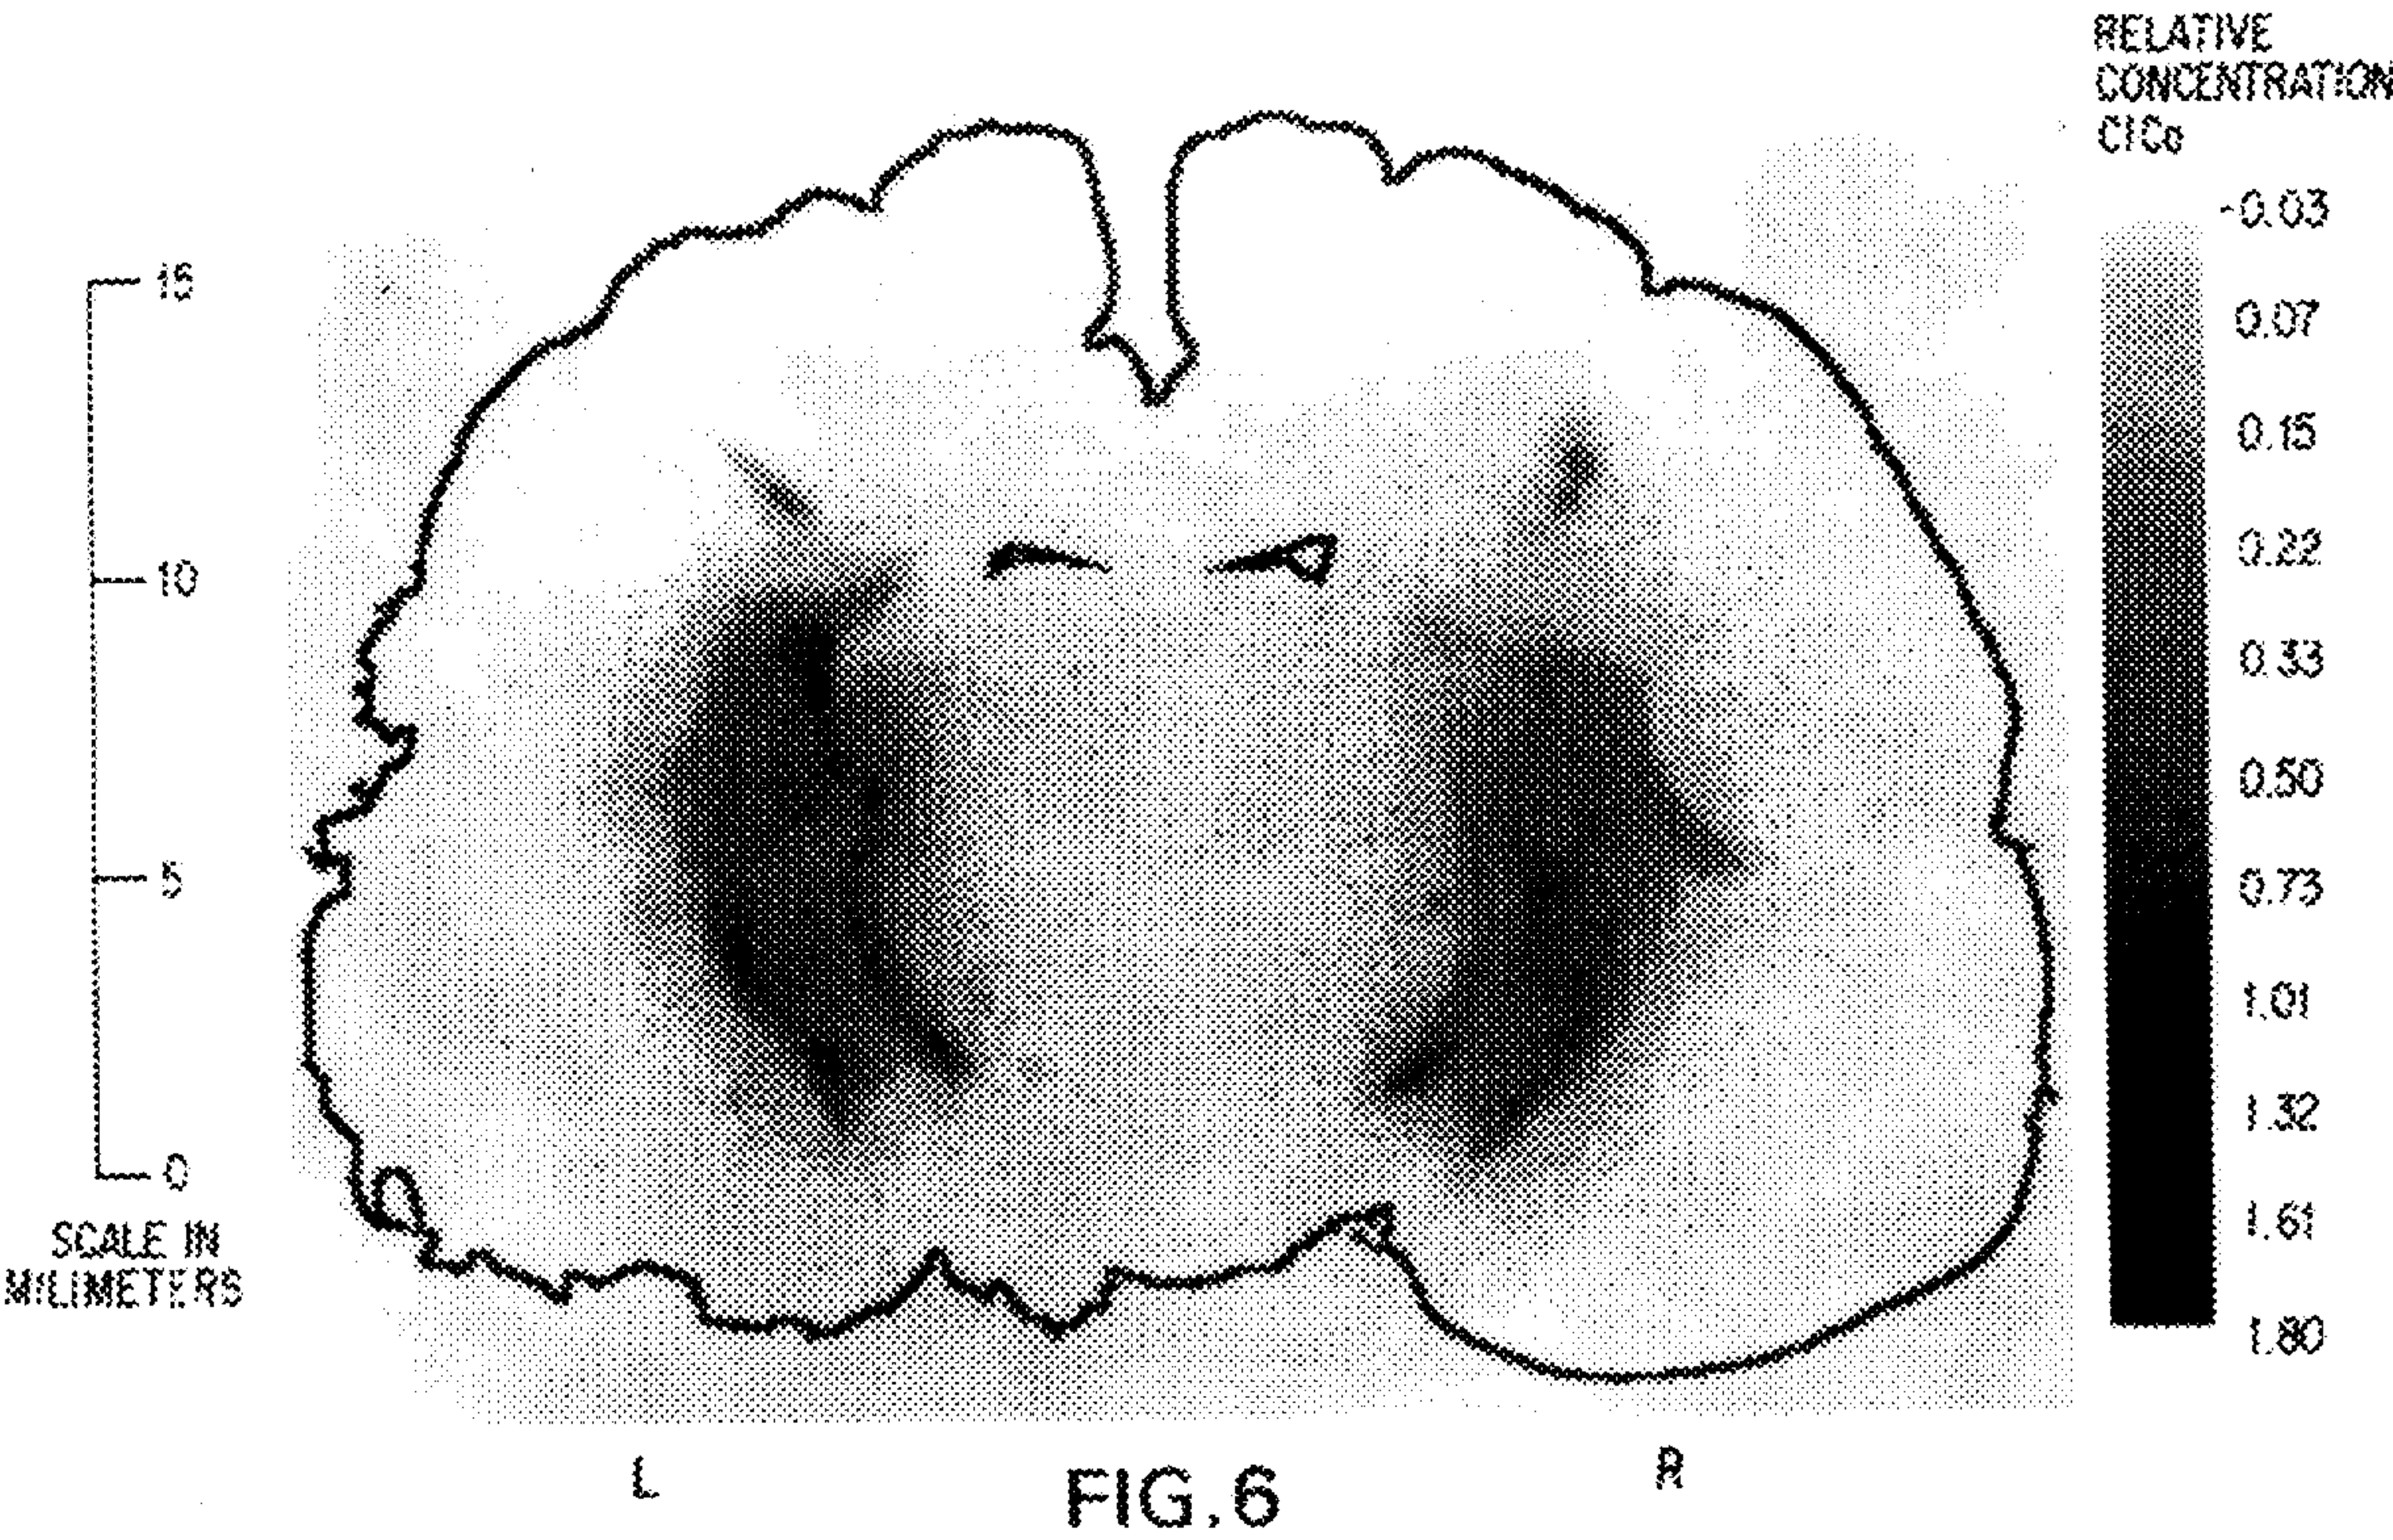 RELATIVE
CONCENTRATION
C/Co
-0.03
0.07
0.15
0.22
0.33
0.50
0.73
1.01
1.32
1.61
1.80
15
10
5
0
SCALE IN
MILIMETERS
L
R
FIG.6